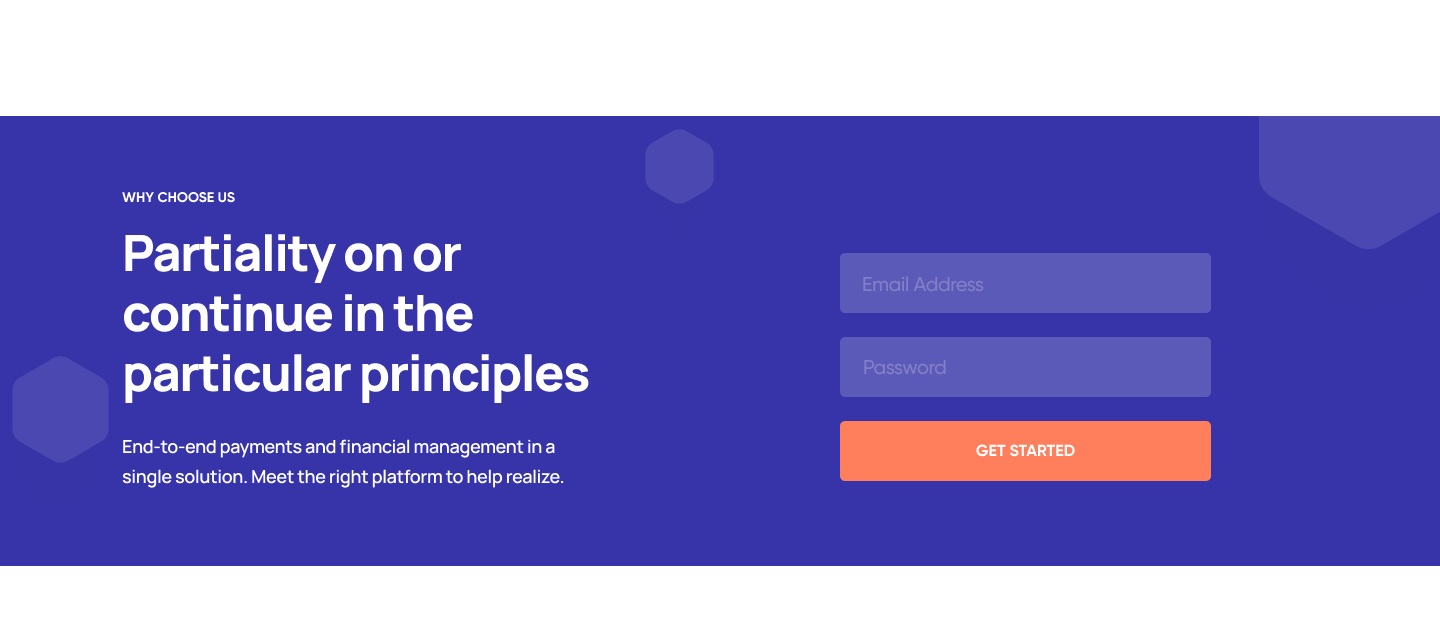 WHY CHOOSE US
Partiality on or
continue in the
particular principles
End-to-end payments and financial management in a
single solution. Meet the right platform to help realize.
Email Address
Password
GET STARTED